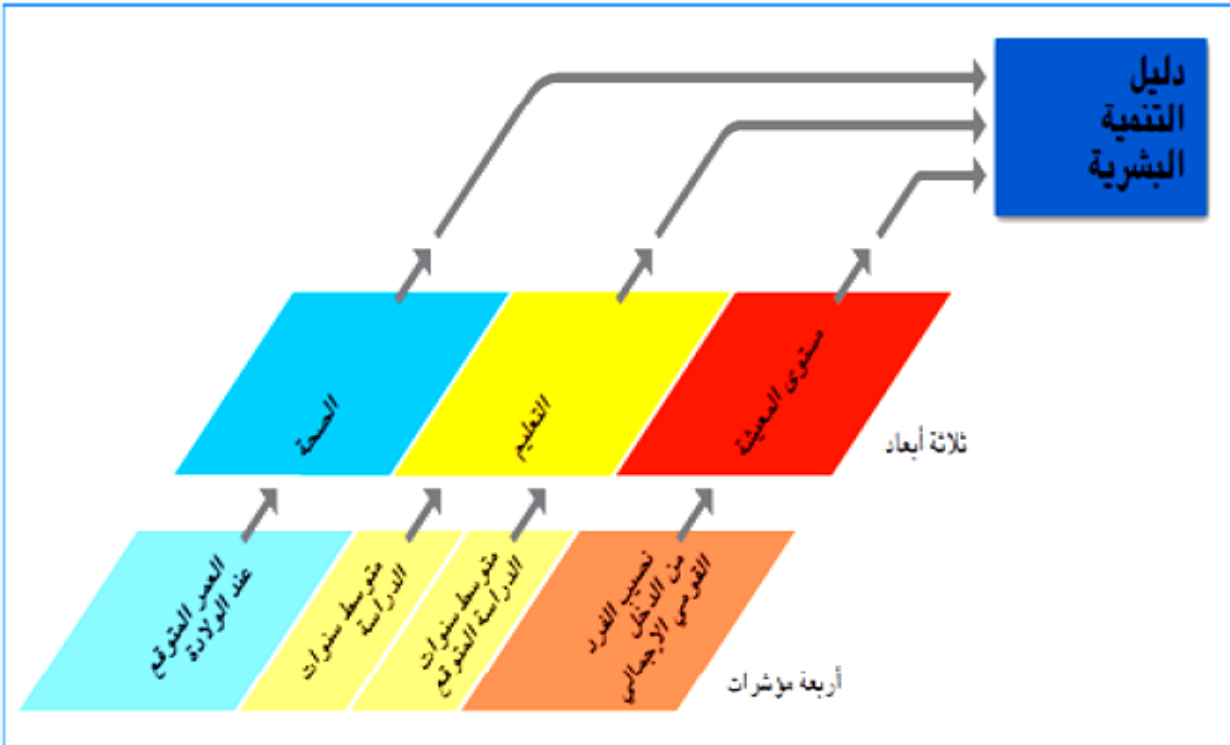 دليل
التنمية
البشرية
مستوى المعيشة
التعليم
الصحة
ثلاثة أبعاد
نصيب الفرد
من الدخل
القومي الإجمالي
متوسط سنوات
الدراسة المتوقع
متوسط سنوات
الدراسة
العمر المتوقع
عند الولادة
أربعة مؤشرات